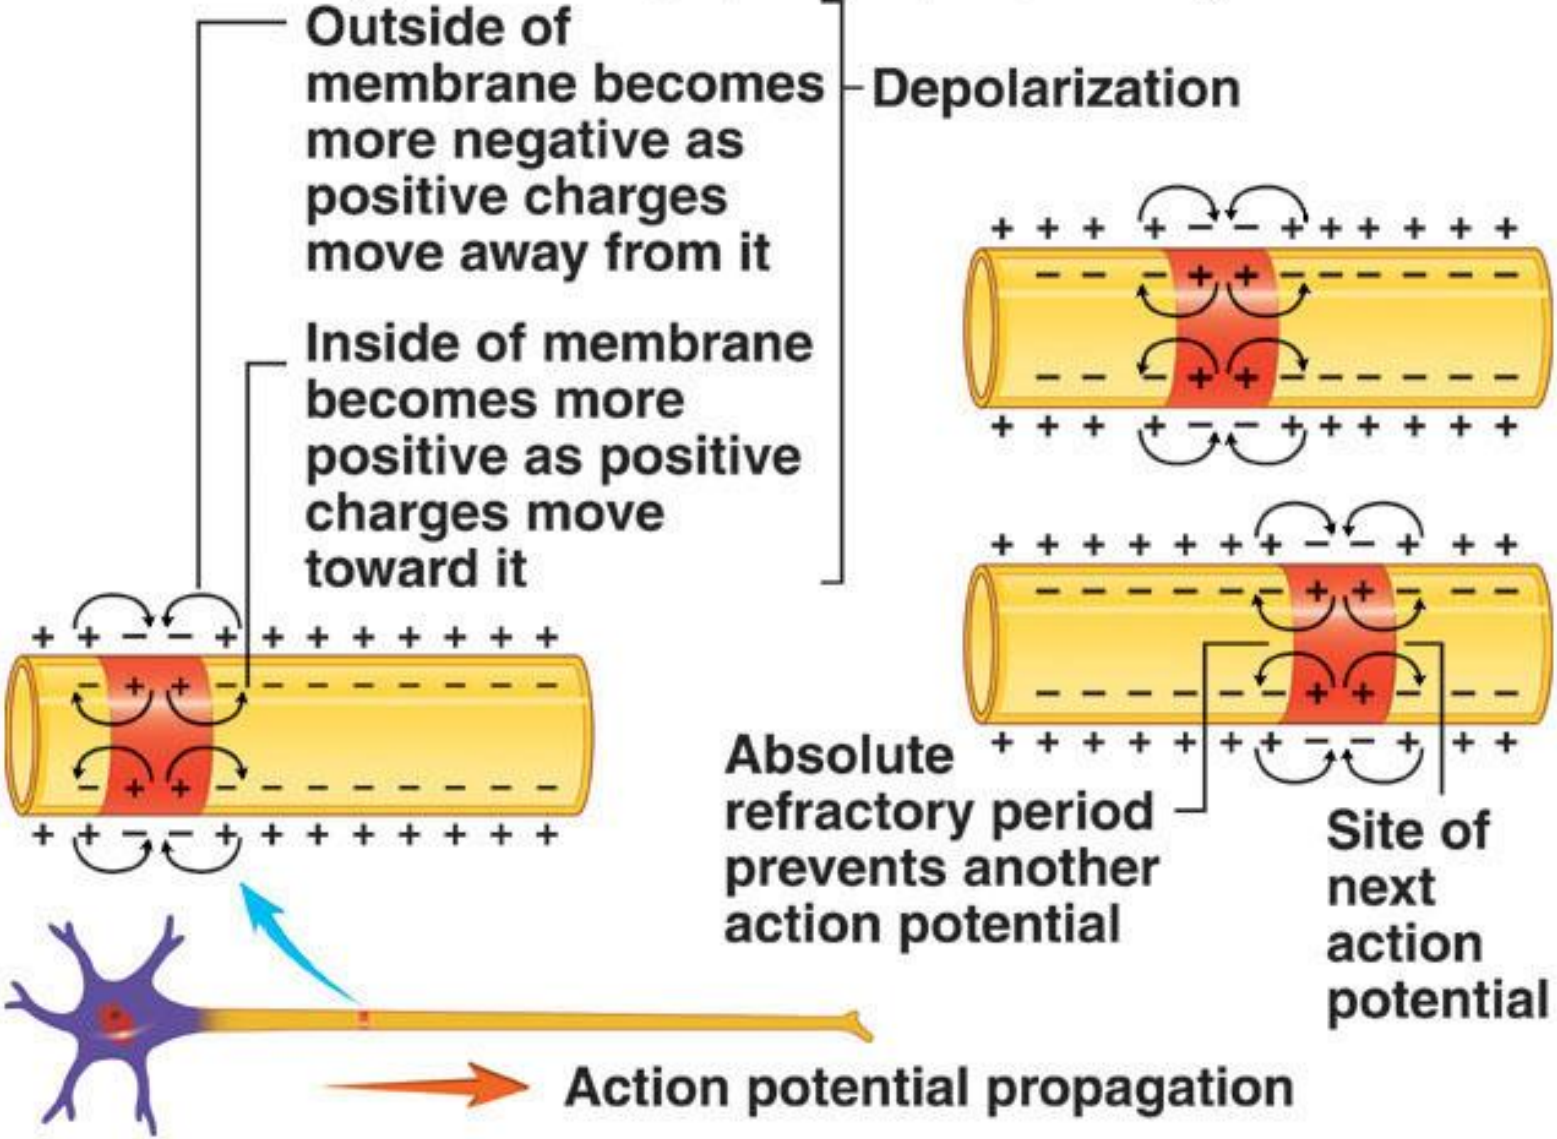 Outside of
membrane becomes
more negative as
positive charges
move away from it
Depolarization
Inside of membrane
becomes more
positive as positive
charges move
toward it
Absolute
refractory period
prevents another
action potential
Site of
next
action
potential
Action potential propagation